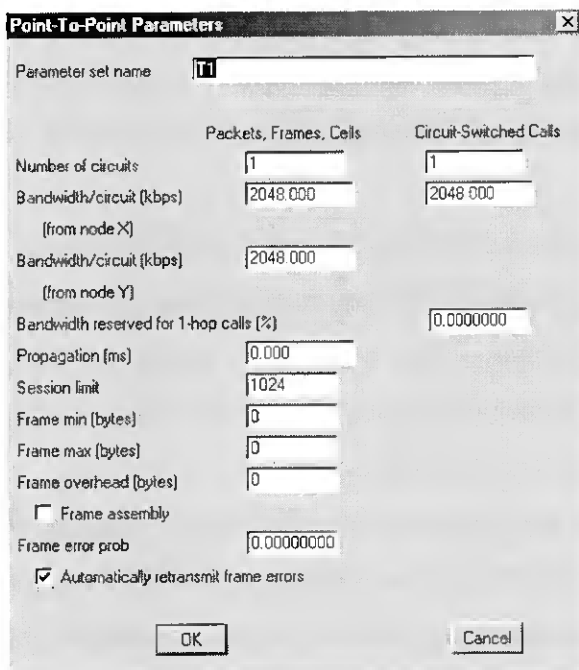 Point-To-Point Parameters
Parameter set name T1
Packets, Frames, Cells Circuit-Switched Calls
Number of circuits 1 1
Bandwidth/circuit (kbps) 2048.000 2048.000
(from node X)
Bandwidth/circuit (kbps) 2048.000
(from node Y)
Bandwidth reserved for 1-hop calls (%) 0.0000000
Propagation (ms) 0.000
Session limit 1024
Frame min (bytes) 0
Frame max (bytes) 0
Frame overhead (bytes) 0
Frame assembly
Frame error prob 0.00000000
Automatically retransmit frame errors
OK Cancel